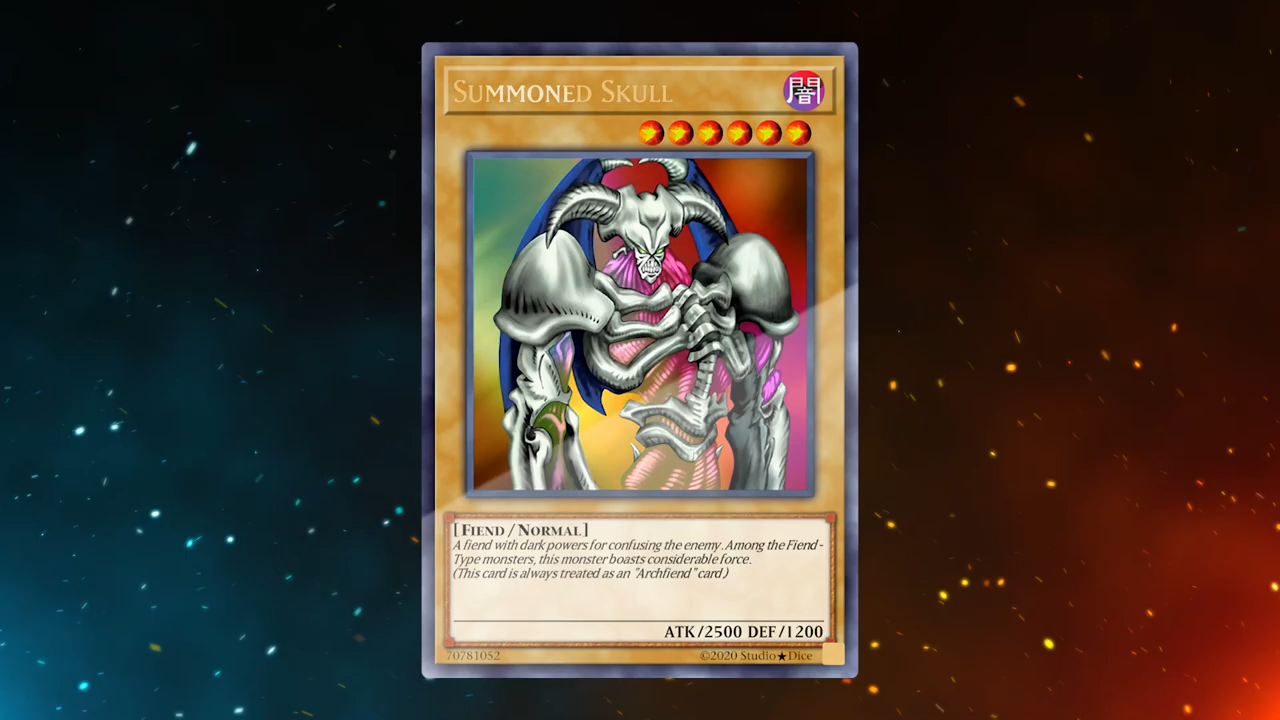 Summoned Skull
闇
[Fiend/Normal]
A fiend with dark powers for confusing the enemy. Among the Fiend-
Type monsters, this monster boasts considerable force.
(This card is always treated as an "Archfiend" card.)
ATK/2500 DEF/1200
70781052
©2020 Studio★Dice